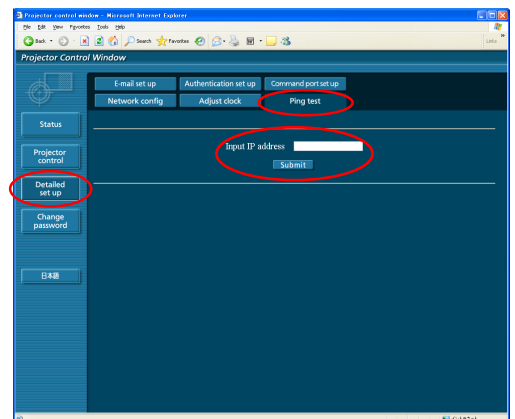 Projector control window - Microsoft Internet Explorer
File Edit View Favorites Tools Help
Back Search Favorites Links
Projector Control Window
E-mail set up Authentication set up Command port set up
Network config Adjust clock Ping test
Status
Projector
control
Detailed
set up
Change
password
日本語
Input IP address
Submit